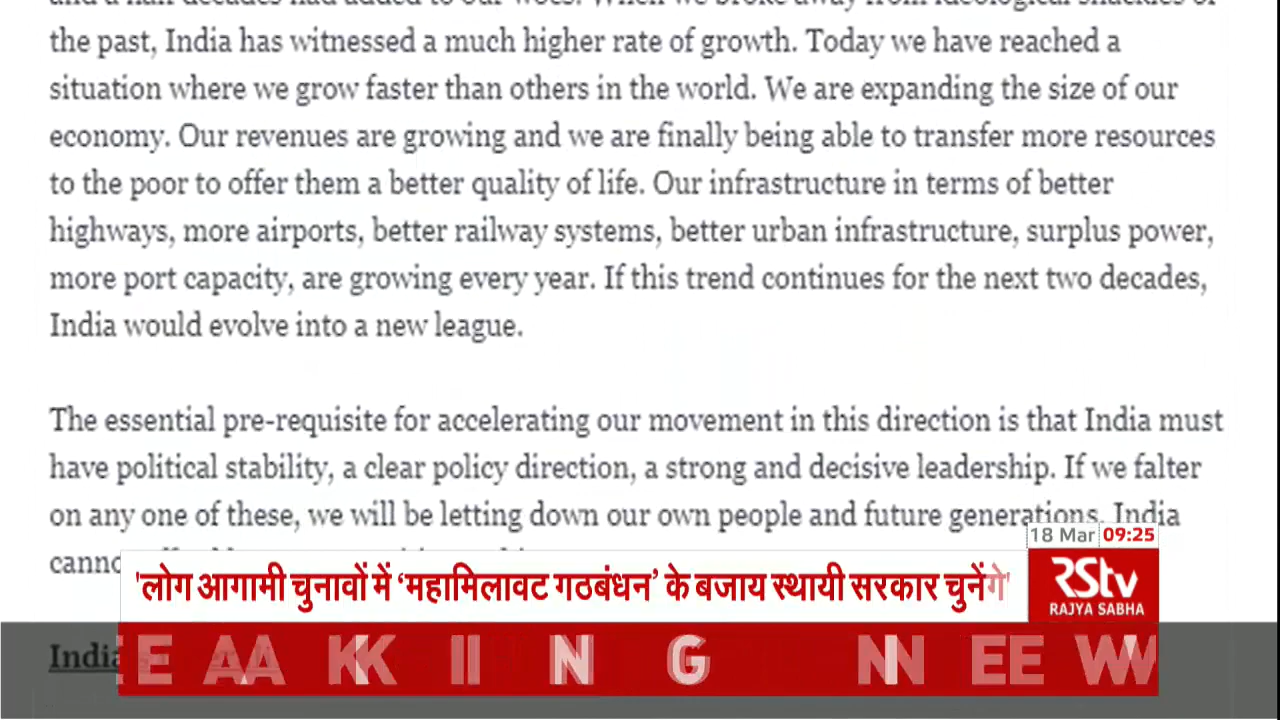 the past, India has witnessed a much higher rate of growth. Today we have reached a
situation where we grow faster than others in the world. We are expanding the size of our
economy. Our revenues are growing and we are finally being able to transfer more resources
to the poor to offer them a better quality of life. Our infrastructure in terms of better
highways, more airports, better railway systems, better urban infrastructure, surplus power,
more port capacity, are growing every year. If this trend continues for the next two decades,
India would evolve into a new league.
The essential pre-requisite for accelerating our movement in this direction is that India must
have political stability, a clear policy direction, a strong and decisive leadership. If we falter
on any one of these, we will be letting down our own people and future generations. India
18 Mar 09:25
'लोग आगामी चुनावों में ‘महामिलावट गठबंधन’ के बजाय स्थायी सरकार चुनेंगे'
RStv
RAJYA SABHA